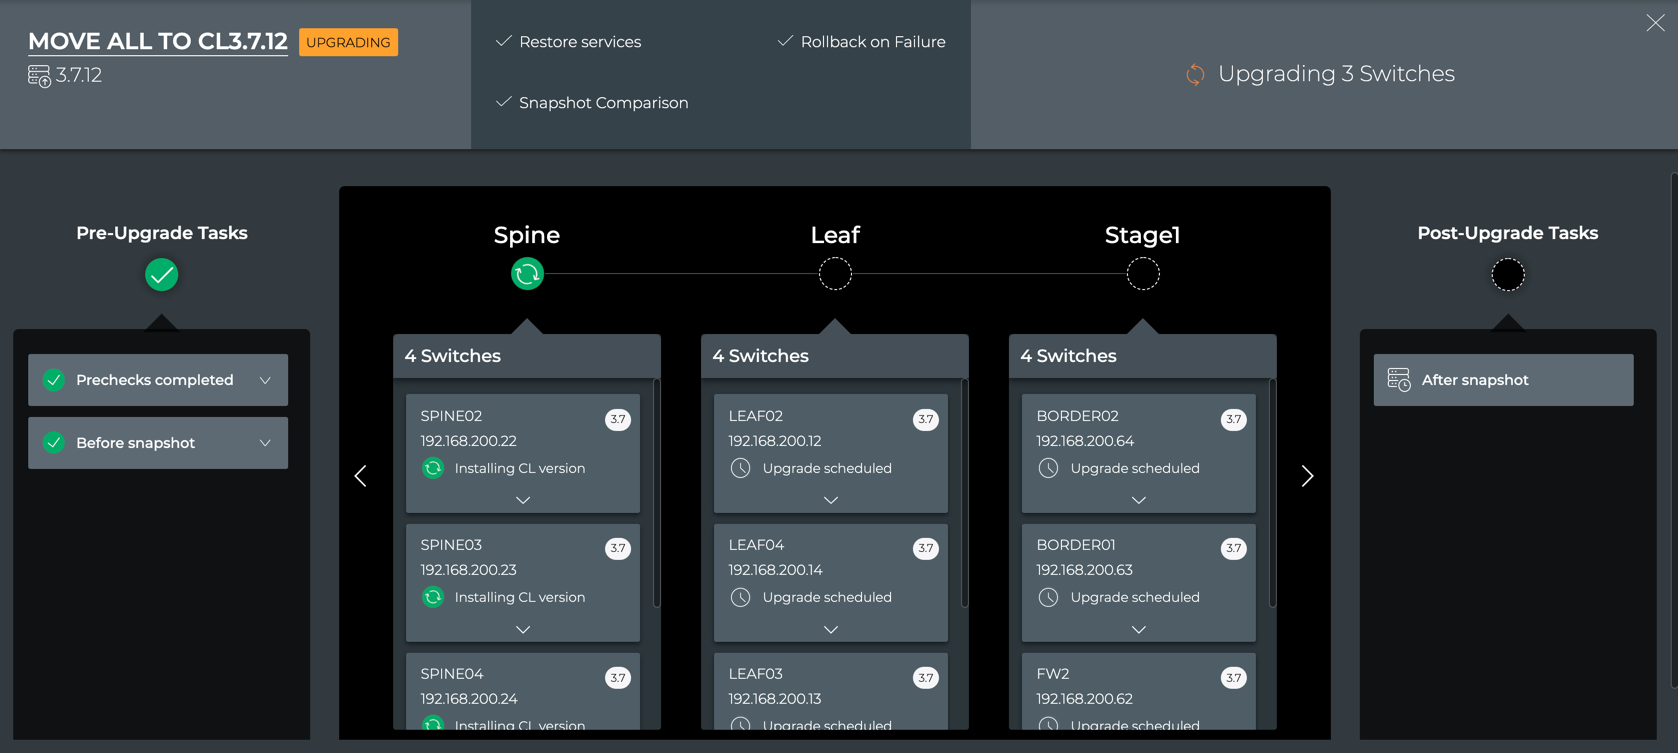 MOVE ALL TO CL3.7.12 UPGRADING
3.7.12
Restore services
Rollback on Failure
Snapshot Comparison
Upgrading 3 Switches
Pre-Upgrade Tasks
Prechecks completed
Before snapshot
Spine
4 Switches
SPINE02
3.7
192.168.200.22
Installing CL version
SPINE03
3.7
192.168.200.23
Installing CL version
SPINE04
3.7
192.168.200.24
Installing CL version
Leaf
4 Switches
LEAF02
3.7
192.168.200.12
Upgrade scheduled
LEAF04
3.7
192.168.200.14
Upgrade scheduled
LEAF03
3.7
192.168.200.13
Upgrade scheduled
Stage1
4 Switches
BORDER02
3.7
192.168.200.64
Upgrade scheduled
BORDER01
3.7
192.168.200.63
Upgrade scheduled
FW2
3.7
192.168.200.62
Upgrade scheduled
Post-Upgrade Tasks
After snapshot